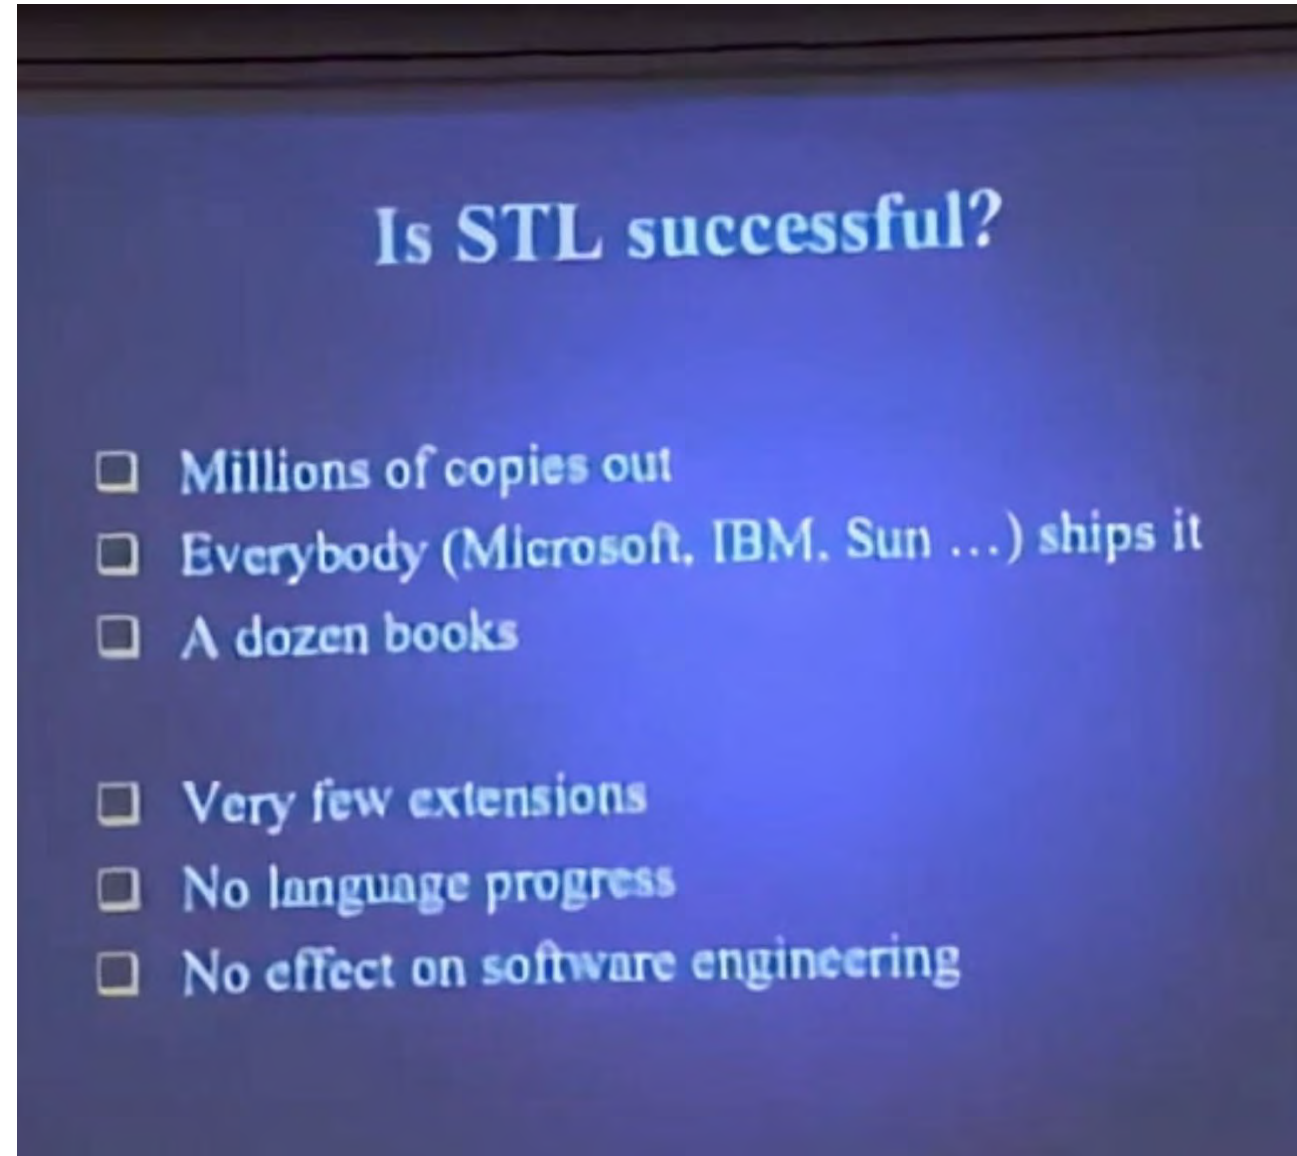 Is STL successful?
Millions of copies out
Everybody (Microsoft, IBM, Sun ...) ships it
A dozen books
Very few extensions
No language progress
No effect on software engineering